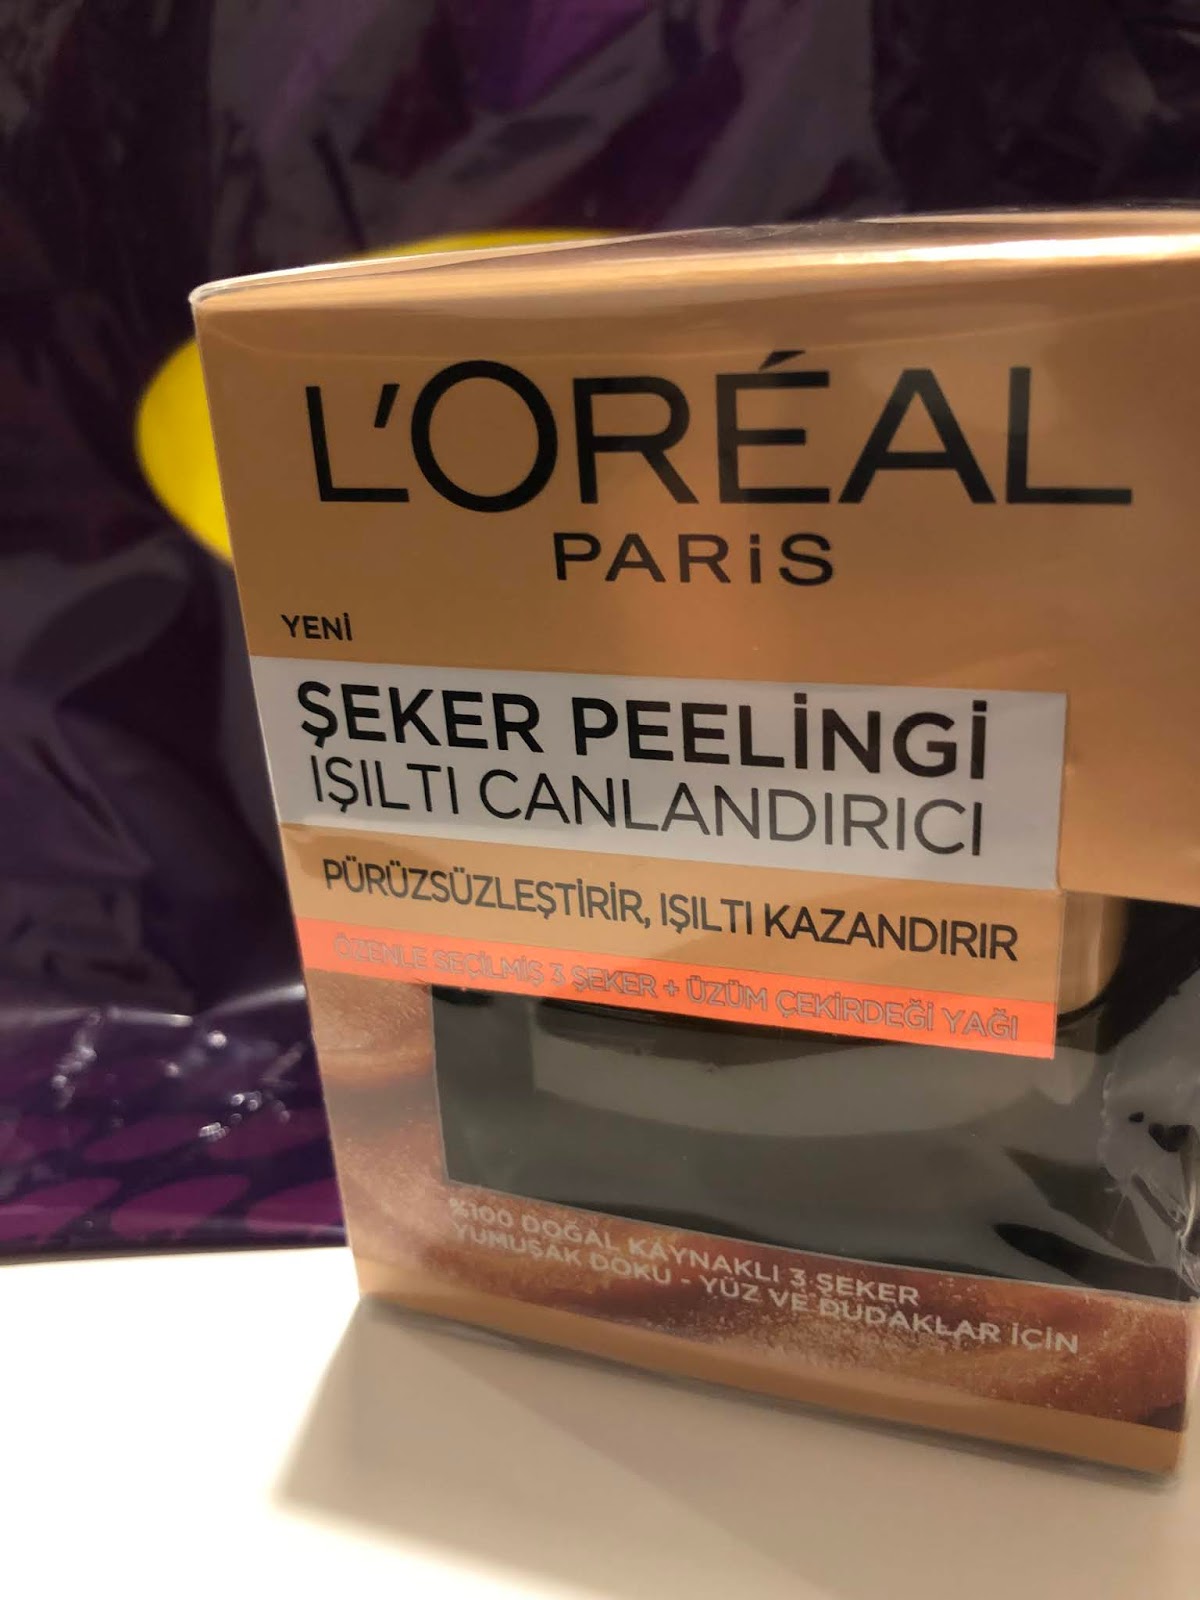 L'ORÉAL
PARiS
YENİ
ŞEKER PEELİNGİ
IŞILTI CANLANDIRICI
PÜRÜZSÜZLEŞTİRİR, IŞILTI KAZANDIRIR
ÖZENLE SEÇİLMİŞ 3 ŞEKER + ÜZÜM ÇEKİRDEĞİ YAĞI
%100 DOĞAL KAYNAKLI 3 ŞEKER
YUMUŞAK DOKU - YÜZ VE DUDAKLAR İÇİN